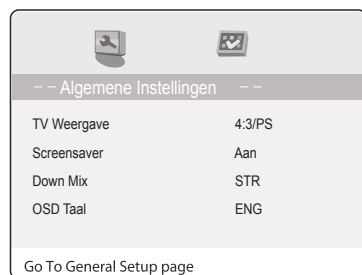 – – Algemene Instellingen – –
TV Weergave 4:3/PS
Screensaver Aan
Down Mix STR
OSD Taal ENG
Go To General Setup page